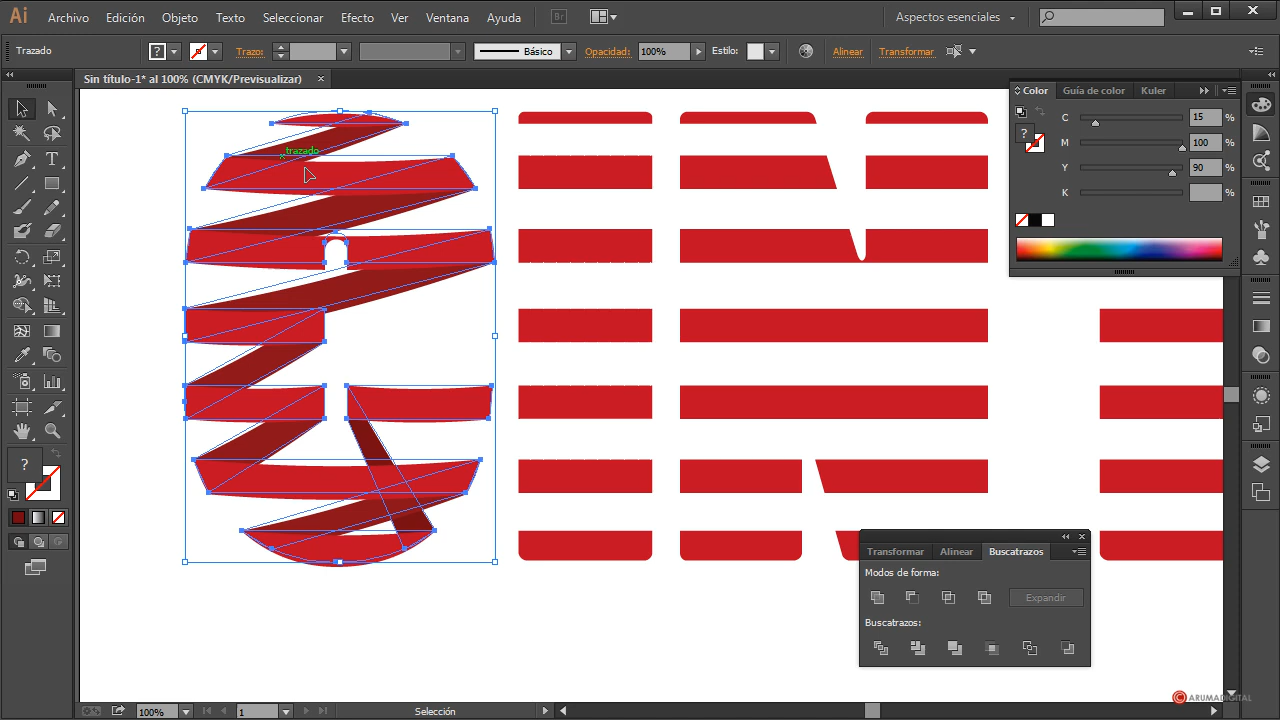 Ai Archivo Edición Objeto Texto Seleccionar Efecto Ver Ventana Ayuda Br Aspectos esenciales
Trazado ? Trazo: Básico Opacidad: 100% Estilo: Alinear Transformar
Sin título-1* al 100% (CMYK/Previsualizar) ×
Color Guía de color Kuler
C 15 %
? M 100 %
Y 90 %
K %
trazado
?
Transformar Alinear Buscatrazos
Modos de forma:
Expandir
Buscatrazos:
100% 1 Selección
ARUMADIGITAL